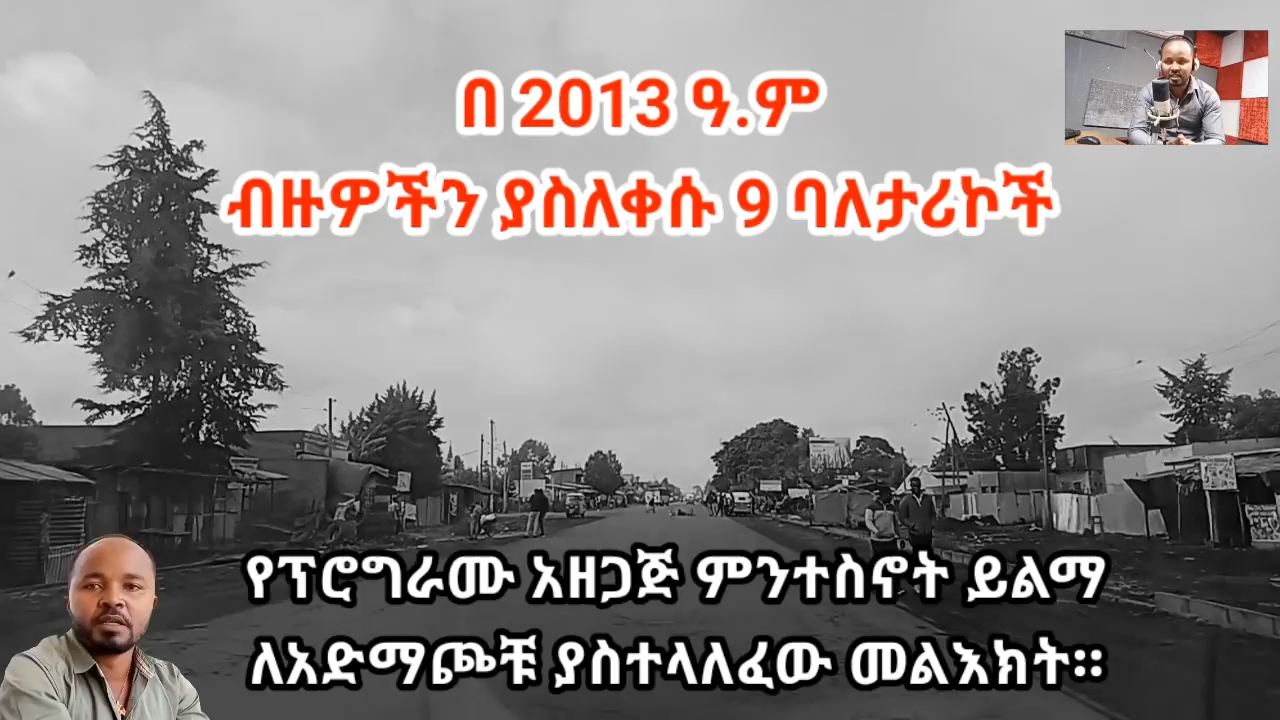 በ 2013 ዓ.ም
ብዙዎችን ያስለቀሱ 9 ባለታሪኮች
የፕሮግራሙ አዘጋጅ ምንተስኖት ይልማ
ለአድማጮቹ ያስተላለፈው መልእክት።